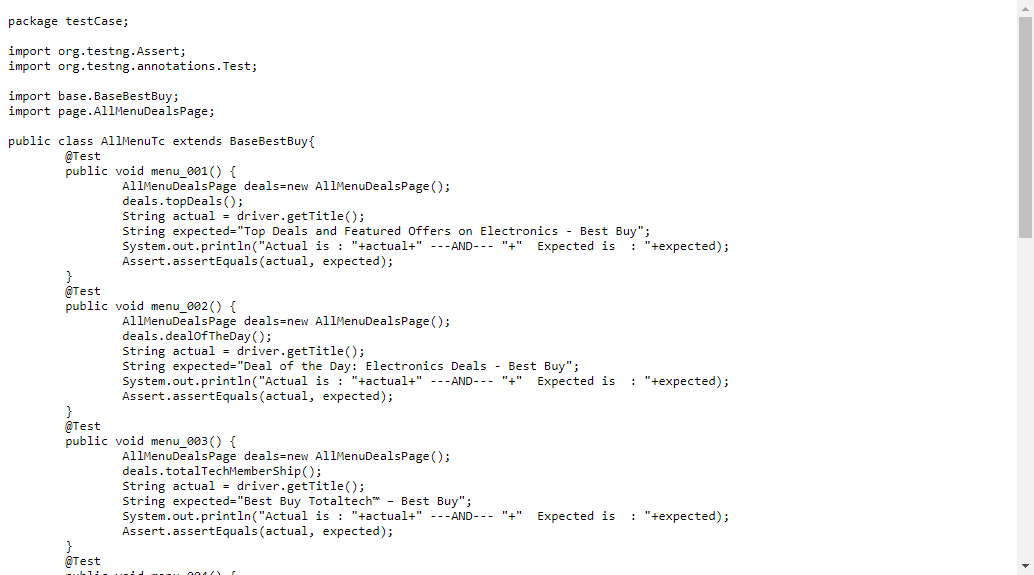 package testCase;
import org.testng.Assert;
import org.testng.annotations.Test;
import base.BaseBestBuy;
import page.AllMenuDealsPage;
public class AllMenuTc extends BaseBestBuy{
@Test
public void menu_001() {
AllMenuDealsPage deals=new AllMenuDealsPage();
deals.topDeals();
String actual = driver.getTitle();
String expected="Top Deals and Featured Offers on Electronics - Best Buy";
System.out.println("Actual is : "+actual+" ---AND--- "+"  Expected is  : "+expected);
Assert.assertEquals(actual, expected);
}
@Test
public void menu_002() {
AllMenuDealsPage deals=new AllMenuDealsPage();
deals.dealOfTheDay();
String actual = driver.getTitle();
String expected="Deal of the Day: Electronics Deals - Best Buy";
System.out.println("Actual is : "+actual+" ---AND--- "+"  Expected is  : "+expected);
Assert.assertEquals(actual, expected);
}
@Test
public void menu_003() {
AllMenuDealsPage deals=new AllMenuDealsPage();
deals.totalTechMemberShip();
String actual = driver.getTitle();
String expected="Best Buy Totaltech™ – Best Buy";
System.out.println("Actual is : "+actual+" ---AND--- "+"  Expected is  : "+expected);
Assert.assertEquals(actual, expected);
}
@Test